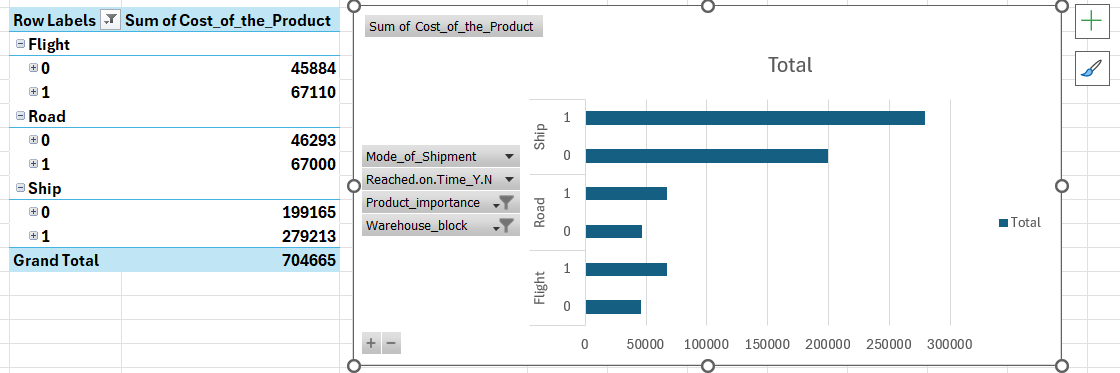 Row Labels Sum of Cost_of_the_Product
Flight
0 45884
1 67110
Road
0 46293
1 67000
Ship
0 199165
1 279213
Grand Total 704665
Sum of Cost_of_the_Product
Total
Mode_of_Shipment
Reached.on.Time_Y.N
Product_importance
Warehouse_block
Ship
1
0
Road
1
0
Flight
1
0
0 50000 100000 150000 200000 250000 300000
Total